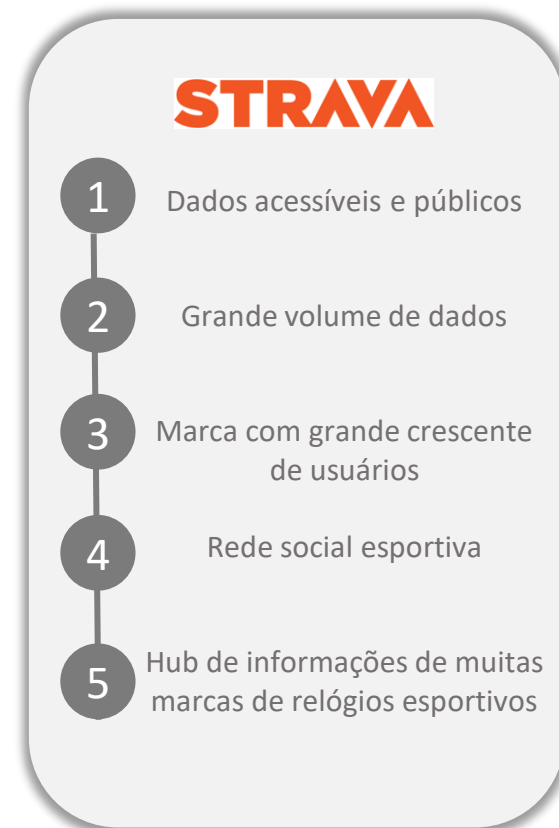 STRAVA
1
Dados acessíveis e públicos
2
Grande volume de dados
3
Marca com grande crescente
de usuários
4
Rede social esportiva
5
Hub de informações de muitas
marcas de relógios esportivos